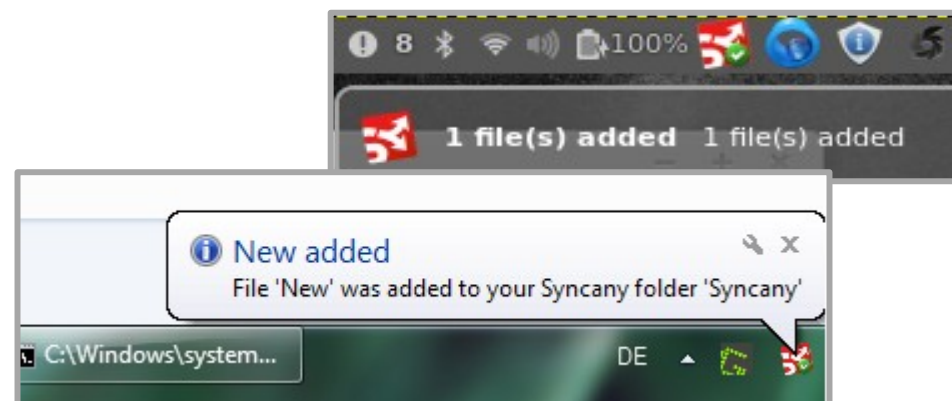 8 100%
1 file(s) added 1 file(s) added
New added
File 'New' was added to your Syncany folder 'Syncany'
C:\Windows\system...
DE